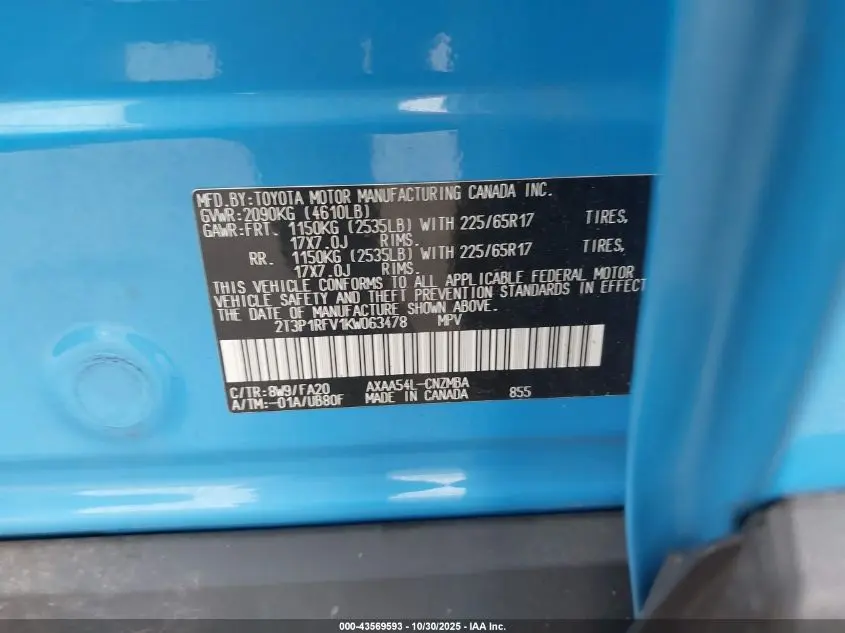 MFD.BY:TOYOTA MOTOR MANUFACTURING CANADA INC.
GVWR:2090KG (4610LB)
GAWR:FRT. 1150KG (2535LB) WITH 225/65R17 TIRES,
17X7.0J RIMS.
RR. 1150KG (2535LB) WITH 225/65R17 TIRES,
17X7.0J RIMS.
THIS VEHICLE CONFORMS TO ALL APPLICABLE FEDERAL MOTOR
VEHICLE SAFETY AND THEFT PREVENTION STANDARDS IN EFFECT
THE DATE OF MANUFACTURE SHOWN ABOVE.
2T3P1RFV1KW063478 MPV
C/TR:8W9/FA20 AXAA54L-CNZMBA
A/TM:-01A/UB80F MADE IN CANADA 855
000-43569593 - 10/30/2025 - IAA Inc.